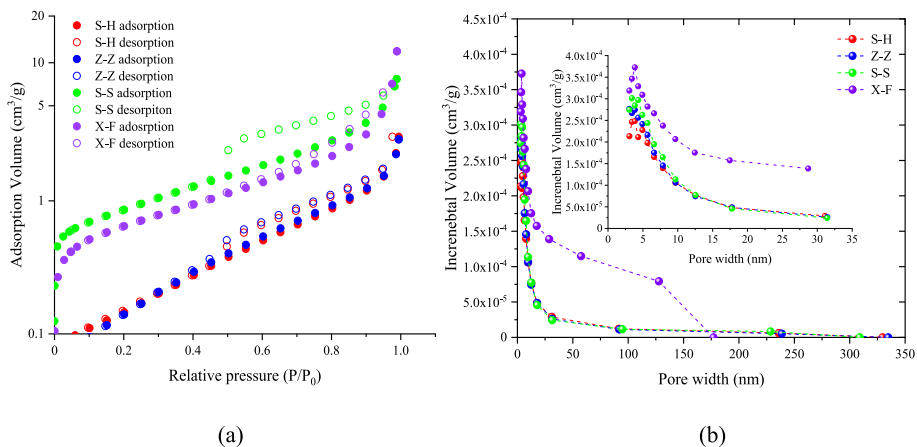 20
10
5
1
0.1
Adsorption Volume (cm³/g)
S-H adsorption
S-H desorption
Z-Z adsorption
Z-Z desorption
S-S adsorption
S-S desopriton
X-F adsorption
X-F desorption
0.0
0.2
0.4
0.6
0.8
1.0
Relative pressure (P/P₀)
(a)
4.5x10⁻⁴
4.0x10⁻⁴
3.5x10⁻⁴
3.0x10⁻⁴
2.5x10⁻⁴
2.0x10⁻⁴
1.5x10⁻⁴
1.0x10⁻⁴
5.0x10⁻⁵
0.0
Increnebtial Volume (cm³/g)
S-H
Z-Z
S-S
X-F
4.0x10⁻⁴
3.5x10⁻⁴
3.0x10⁻⁴
2.5x10⁻⁴
2.0x10⁻⁴
1.5x10⁻⁴
1.0x10⁻⁴
5.0x10⁻⁵
0.0
Increnebtial Volume (cm³/g)
0
5
10
15
20
25
30
35
Pore width (nm)
0
50
100
150
200
250
300
350
Pore width (nm)
(b)